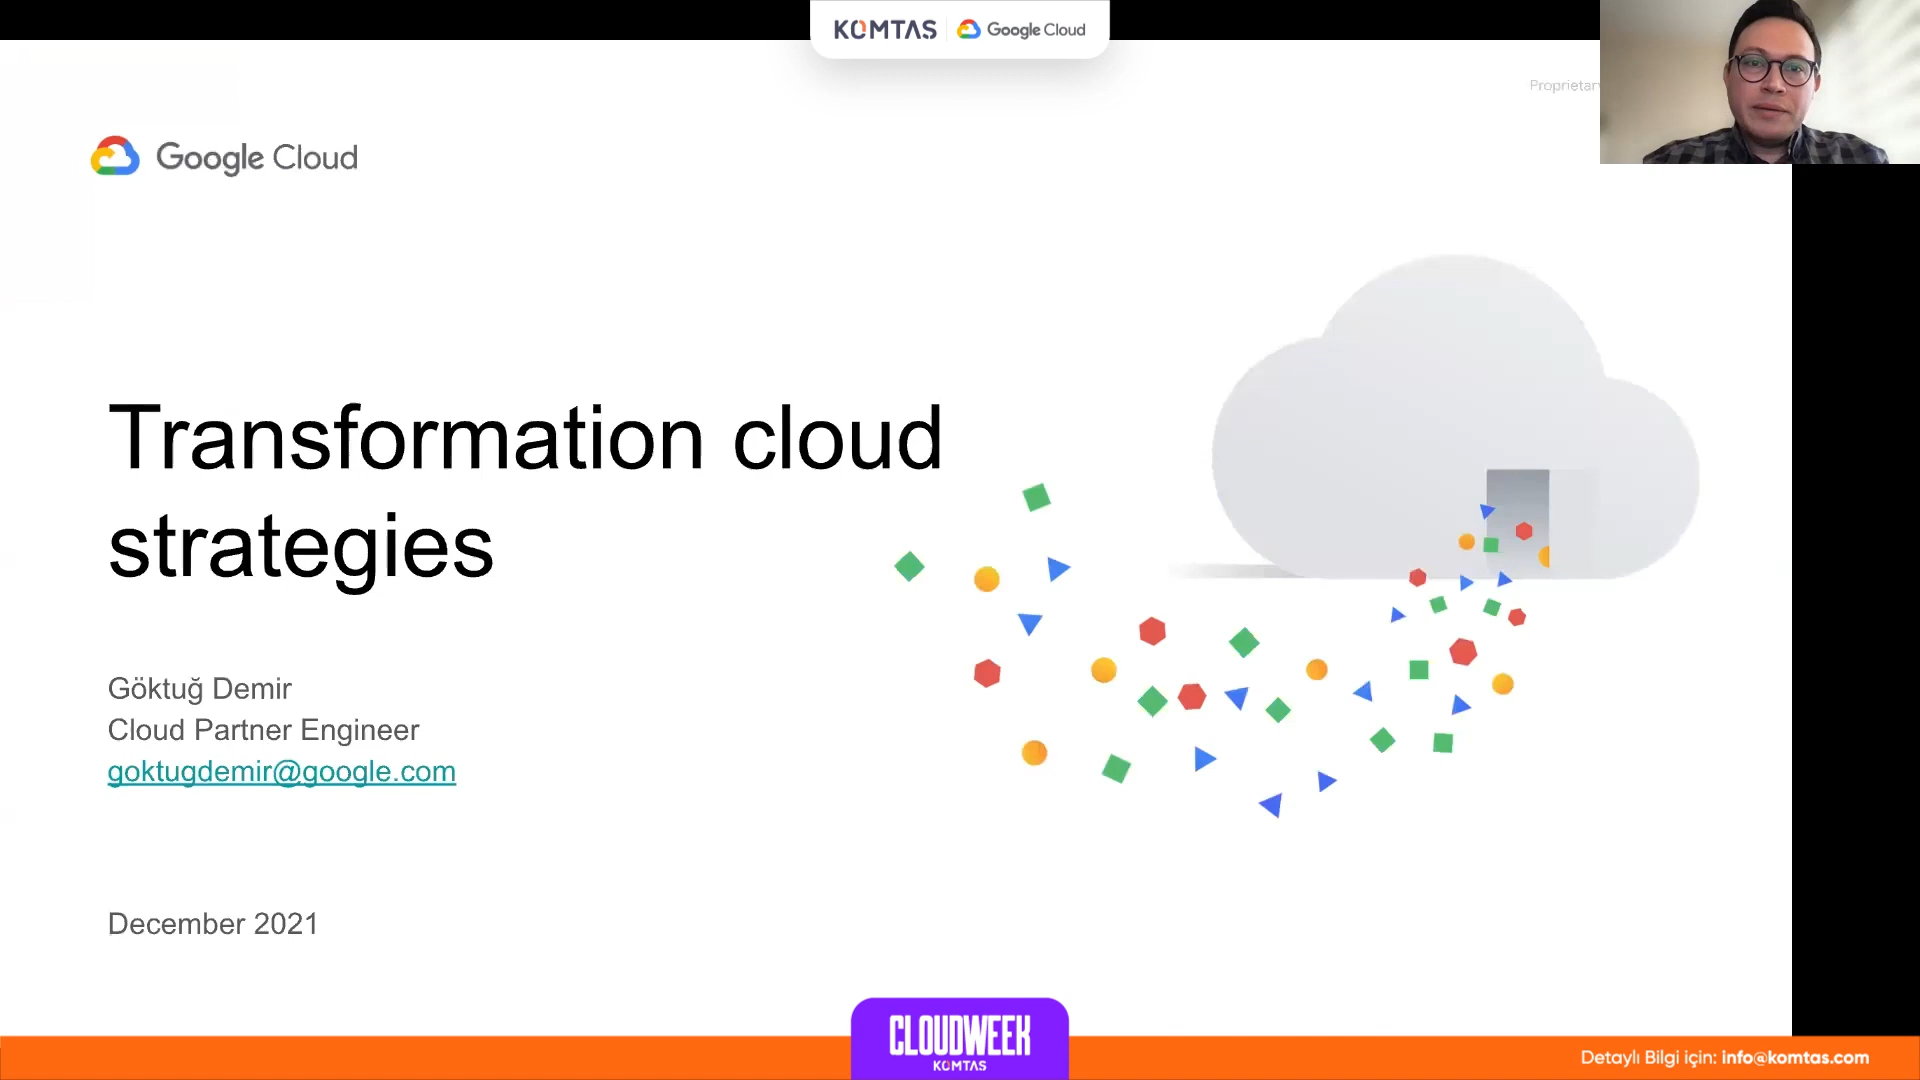 KOMTAS Google Cloud
Proprietary
Google Cloud
Transformation cloud
strategies
Göktuğ Demir
Cloud Partner Engineer
goktugdemir@google.com
December 2021
CLOUDWEEK
KOMTAS
Detaylı Bilgi için: info@komtas.com